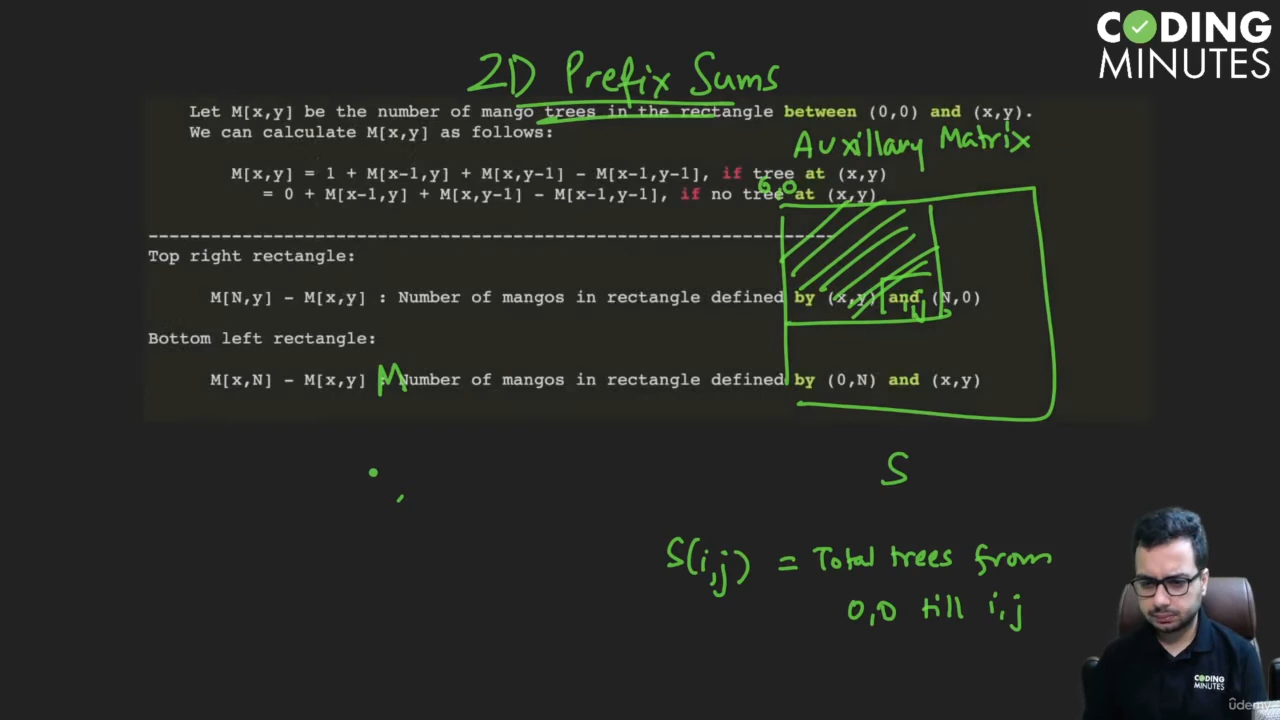 CODING
MINUTES
2D Prefix Sums
Let M[x,y] be the number of mango trees in the rectangle between (0,0) and (x,y).
We can calculate M[x,y] as follows:
Auxillary Matrix
M[x,y] = 1 + M[x-1,y] + M[x,y-1] - M[x-1,y-1], if tree at (x,y)
0,0
= 0 + M[x-1,y] + M[x,y-1] - M[x-1,y-1], if no tree at (x,y)
--------------------------------------------------------------------
Top right rectangle:
M[N,y] - M[x,y] : Number of mangos in rectangle defined by (x,y) and (N,0)
Bottom left rectangle:
M[x,N] - M[x,y] : Number of mangos in rectangle defined by (0,N) and (x,y)
M
S
S(i,j) = Total trees from
0,0 till i,j
CODING
MINUTES
ûdemy